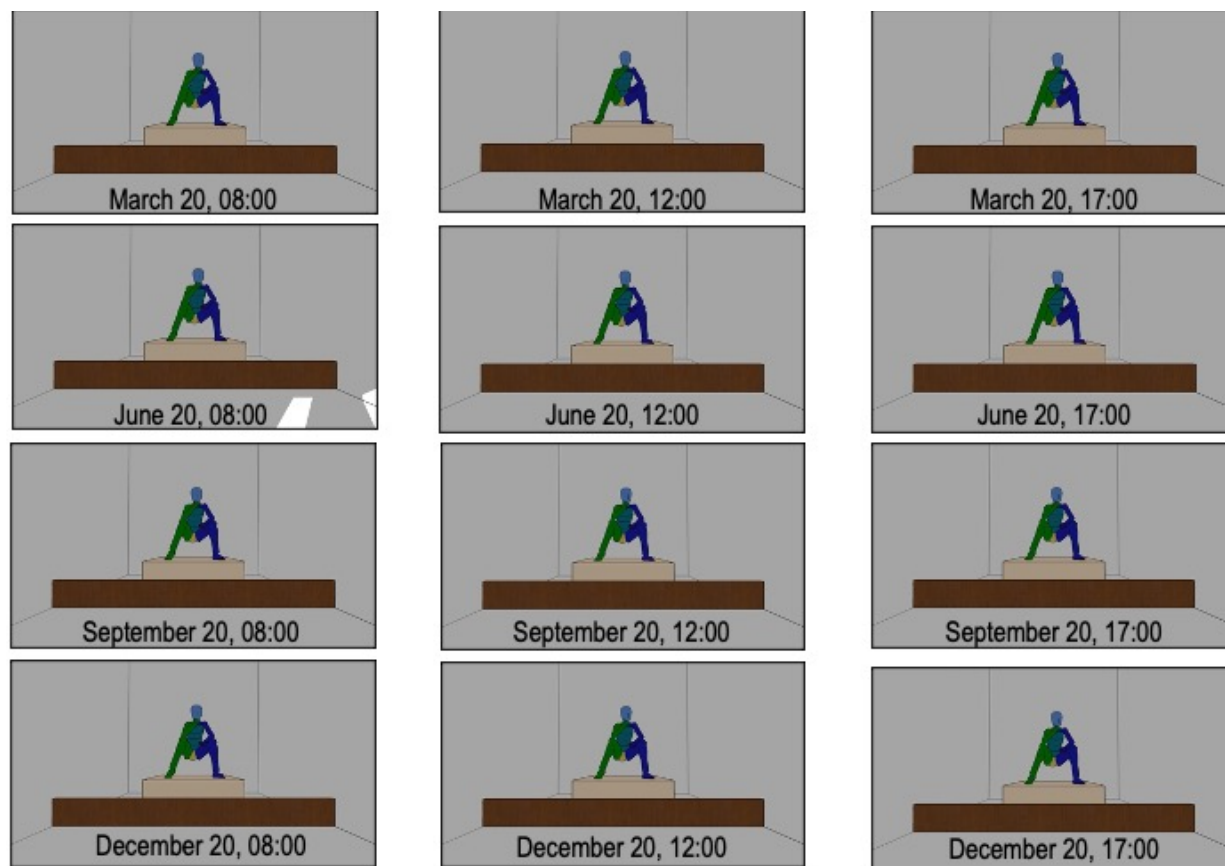 March 20, 08:00
March 20, 12:00
March 20, 17:00
June 20, 08:00
June 20, 12:00
June 20, 17:00
September 20, 08:00
September 20, 12:00
September 20, 17:00
December 20, 08:00
December 20, 12:00
December 20, 17:00